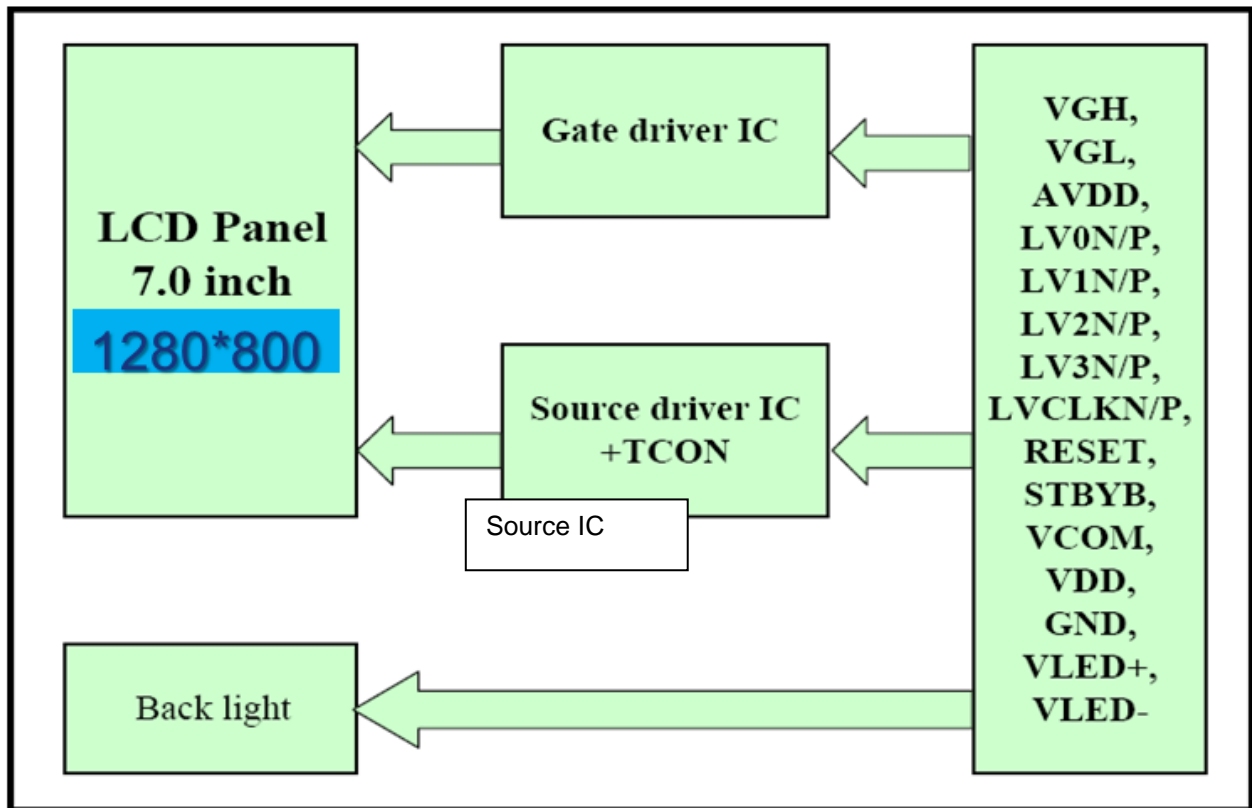 LCD Panel
7.0 inch
1280*800
Gate driver IC
Source driver IC
+TCON
Source IC
Back light
VGH,
VGL,
AVDD,
LV0N/P,
LV1N/P,
LV2N/P,
LV3N/P,
LVCLKN/P,
RESET,
STBYB,
VCOM,
VDD,
GND,
VLED+,
VLED-